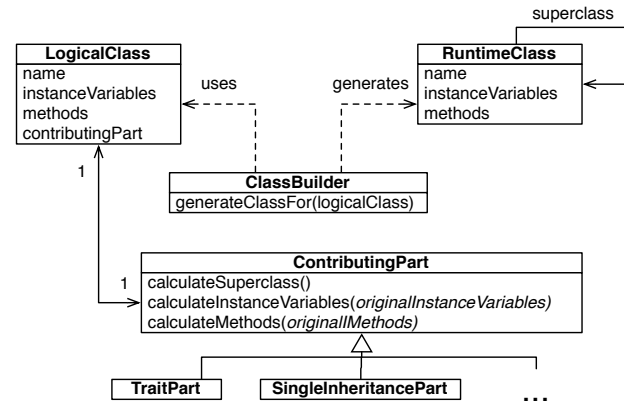 superclass
LogicalClass
name
instanceVariables
methods
contributingPart
uses
generates
RuntimeClass
name
instanceVariables
methods
1
ClassBuilder
generateClassFor(logicalClass)
1
ContributingPart
calculateSuperclass()
calculateInstanceVariables(originalInstanceVariables)
calculateMethods(originalIMethods)
TraitPart
SingleInheritancePart
...